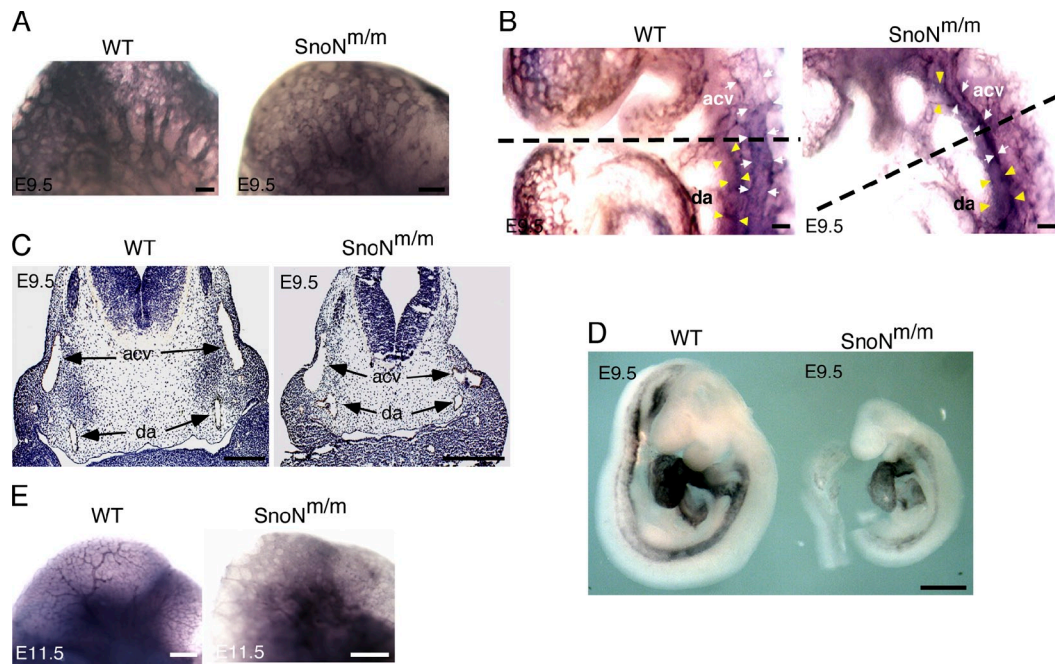 A
WT
SnoN^m/m
E9.5
E9.5
B
WT
SnoN^m/m
acv
da
E9.5
acv
da
E9.5
C
WT
SnoN^m/m
E9.5
acv
da
E9.5
acv
da
D
WT
SnoN^m/m
E9.5
E9.5
E
WT
SnoN^m/m
E11.5
E11.5